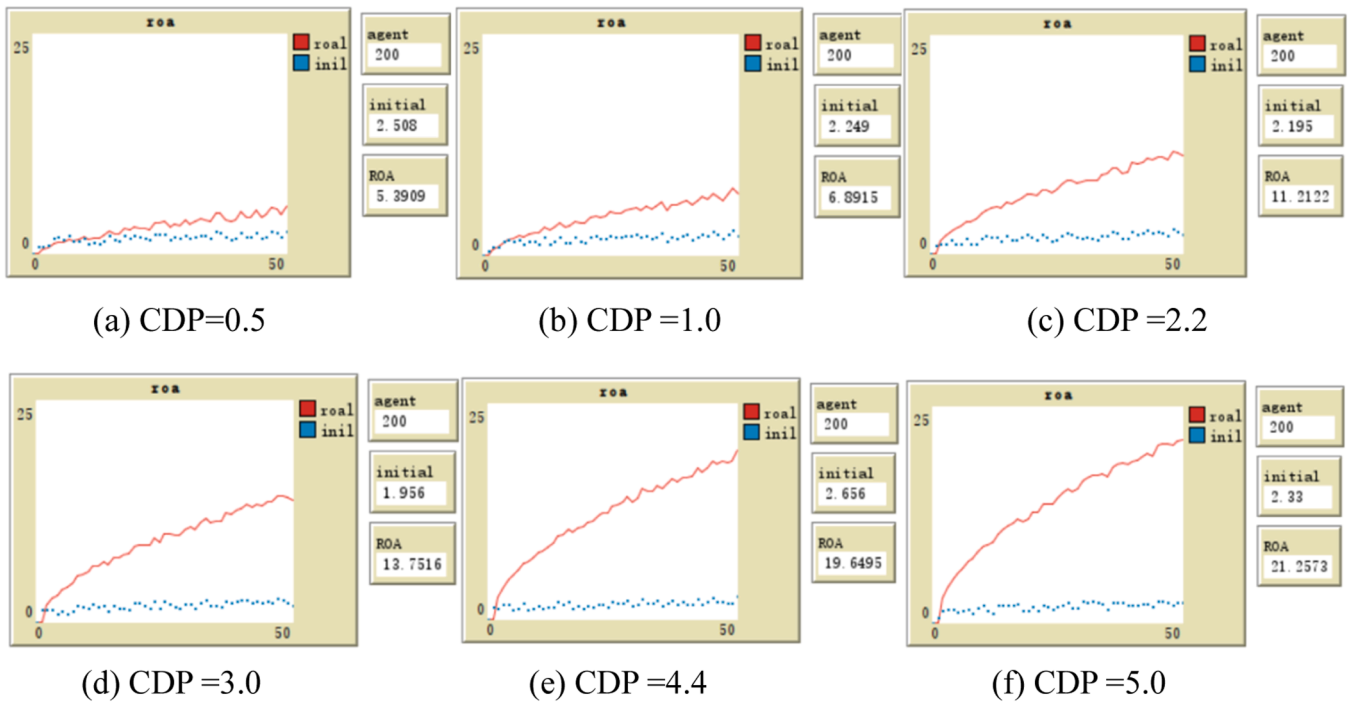 roa
25
0
0
50
roal
inil
agent
200
initial
2.508
ROA
5.3909
(a) CDP=0.5
roa
25
0
0
50
roal
inil
agent
200
initial
2.249
ROA
6.8915
(b) CDP =1.0
roa
25
0
0
50
roal
inil
agent
200
initial
2.195
ROA
11.2122
(c) CDP =2.2
roa
25
0
0
50
roal
inil
agent
200
initial
1.956
ROA
13.7516
(d) CDP =3.0
roa
25
0
0
50
roal
inil
agent
200
initial
2.656
ROA
19.6495
(e) CDP =4.4
roa
25
0
0
50
roal
inil
agent
200
initial
2.33
ROA
21.2573
(f) CDP =5.0